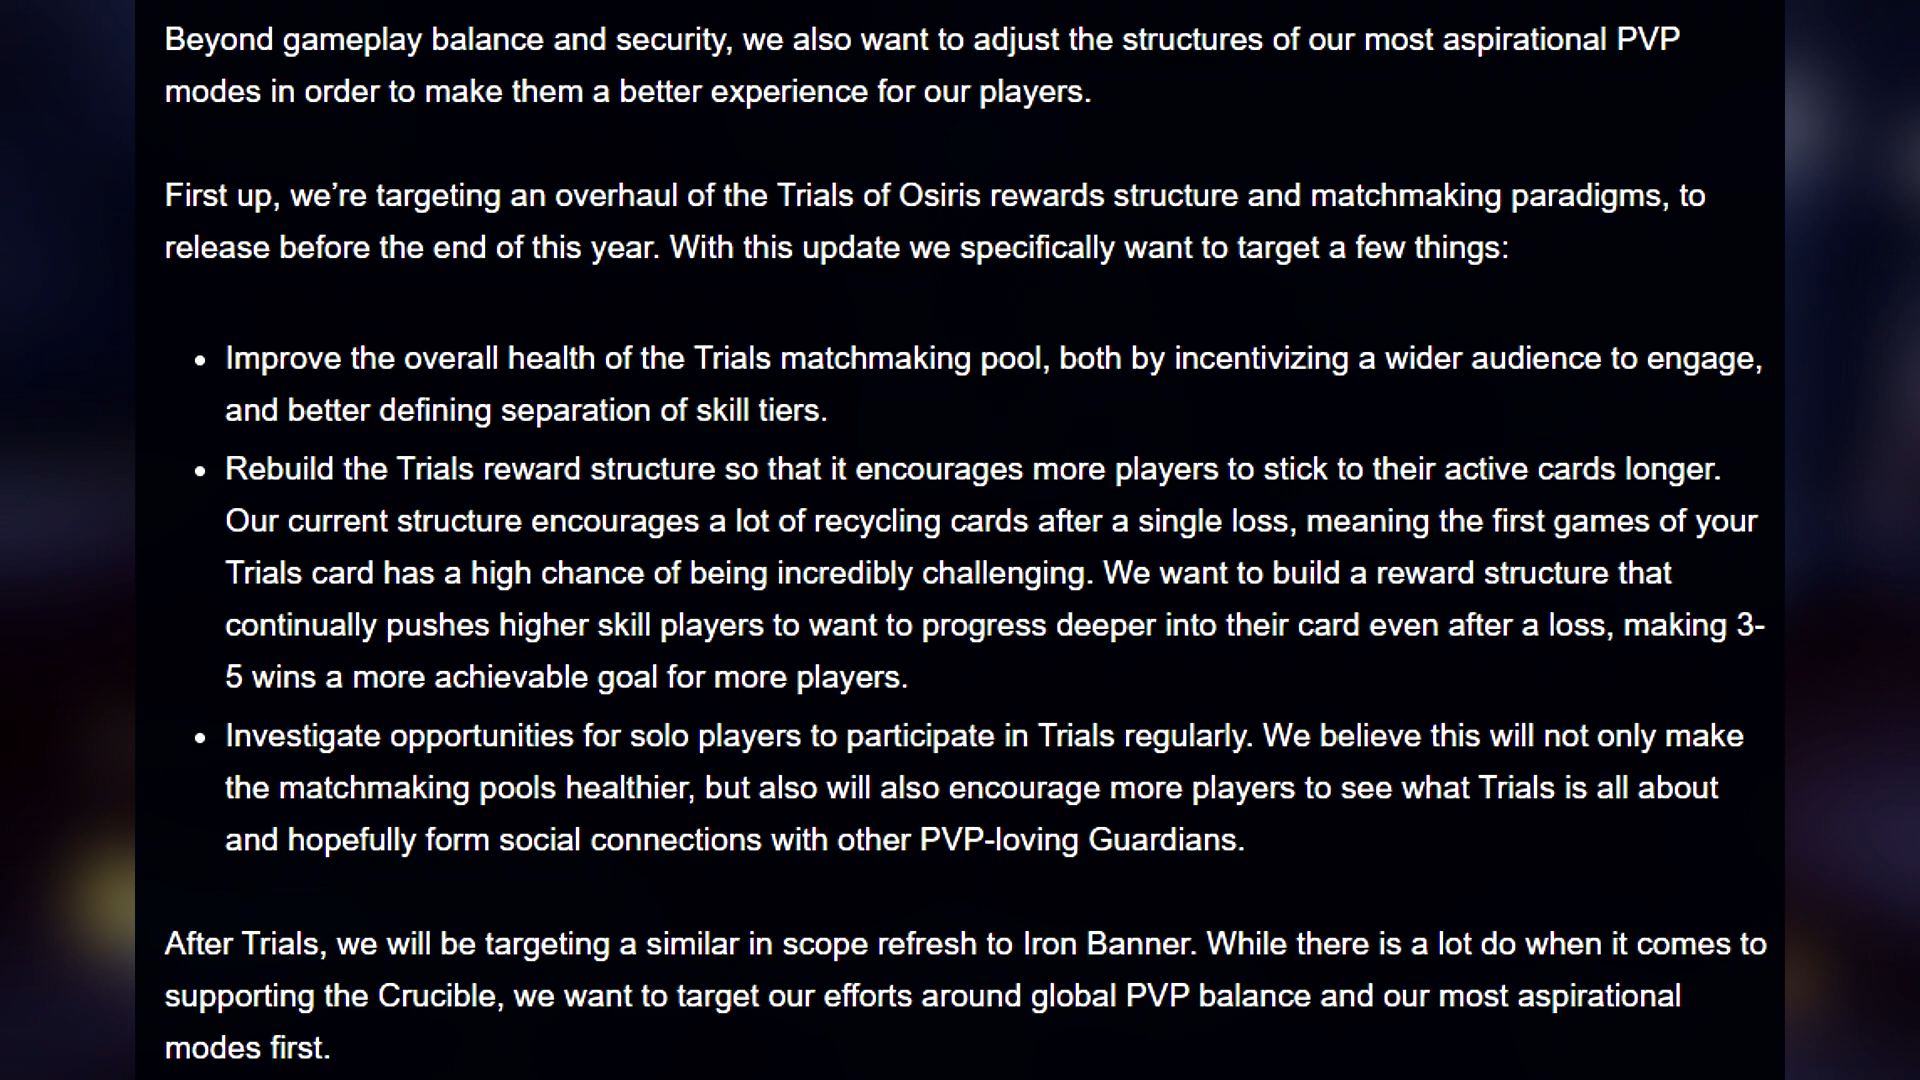 Beyond gameplay balance and security, we also want to adjust the structures of our most aspirational PVP
modes in order to make them a better experience for our players.
First up, we’re targeting an overhaul of the Trials of Osiris rewards structure and matchmaking paradigms, to
release before the end of this year. With this update we specifically want to target a few things:
• Improve the overall health of the Trials matchmaking pool, both by incentivizing a wider audience to engage,
and better defining separation of skill tiers.
• Rebuild the Trials reward structure so that it encourages more players to stick to their active cards longer.
Our current structure encourages a lot of recycling cards after a single loss, meaning the first games of your
Trials card has a high chance of being incredibly challenging. We want to build a reward structure that
continually pushes higher skill players to want to progress deeper into their card even after a loss, making 3-
5 wins a more achievable goal for more players.
• Investigate opportunities for solo players to participate in Trials regularly. We believe this will not only make
the matchmaking pools healthier, but also will also encourage more players to see what Trials is all about
and hopefully form social connections with other PVP-loving Guardians.
After Trials, we will be targeting a similar in scope refresh to Iron Banner. While there is a lot do when it comes to
supporting the Crucible, we want to target our efforts around global PVP balance and our most aspirational
modes first.